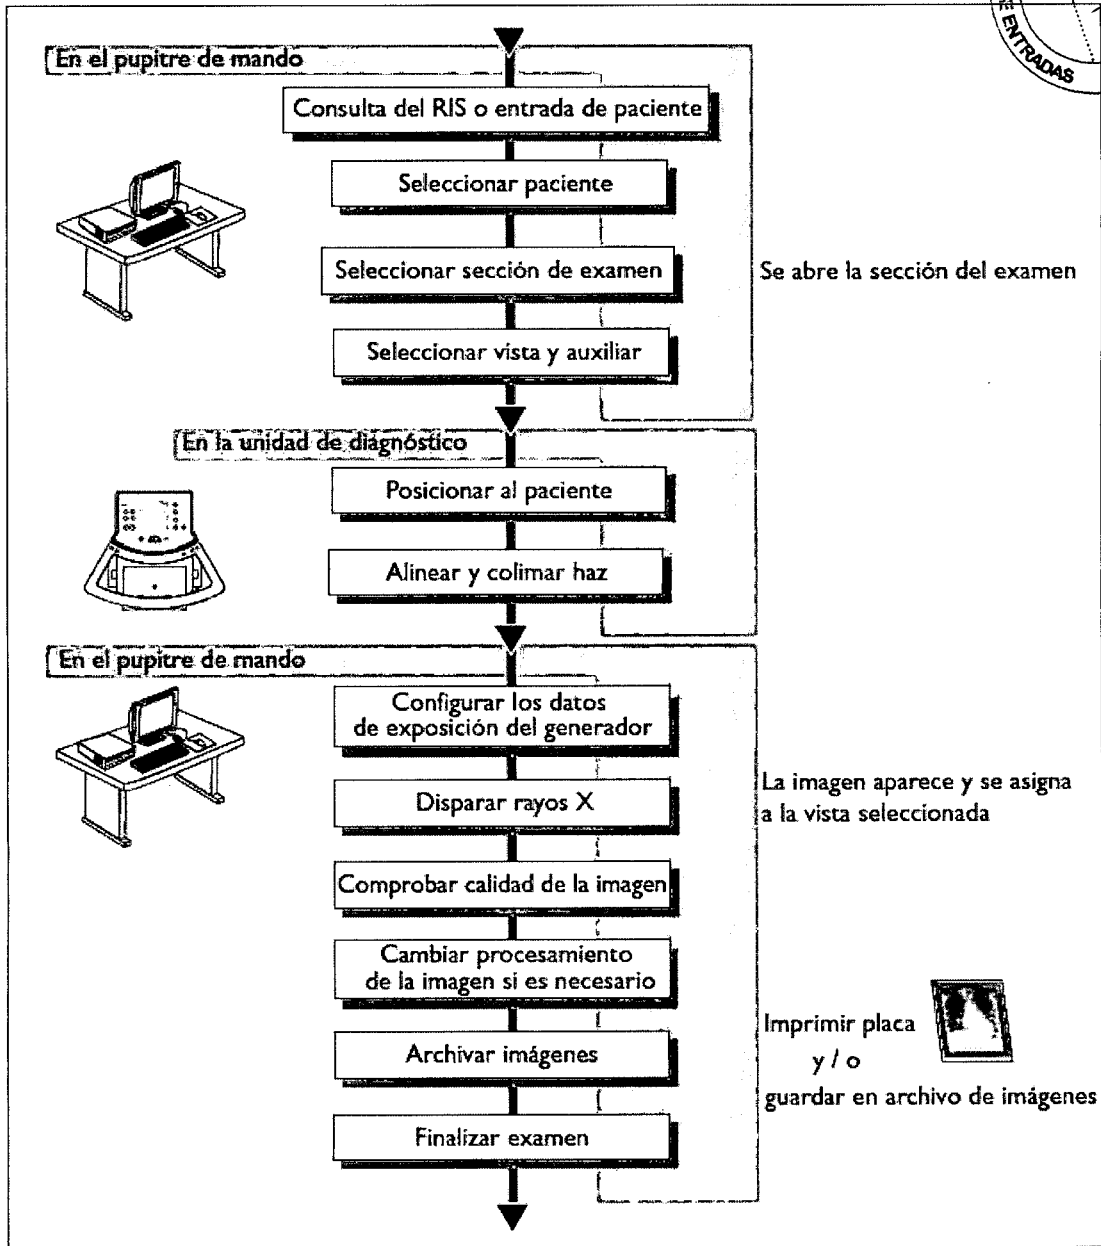 E ENTRADAS
En el pupitre de mando
Consulta del RIS o entrada de paciente
Seleccionar paciente
Seleccionar sección de examen
Se abre la sección del examen
Seleccionar vista y auxiliar
En la unidad de diagnóstico
Posicionar al paciente
Alinear y colimar haz
En el pupitre de mando
Configurar los datos
de exposición del generador
Disparar rayos X
La imagen aparece y se asigna
a la vista seleccionada
Comprobar calidad de la imagen
Cambiar procesamiento
de la imagen si es necesario
Imprimir placa
y / o
guardar en archivo de imágenes
Archivar imágenes
Finalizar examen